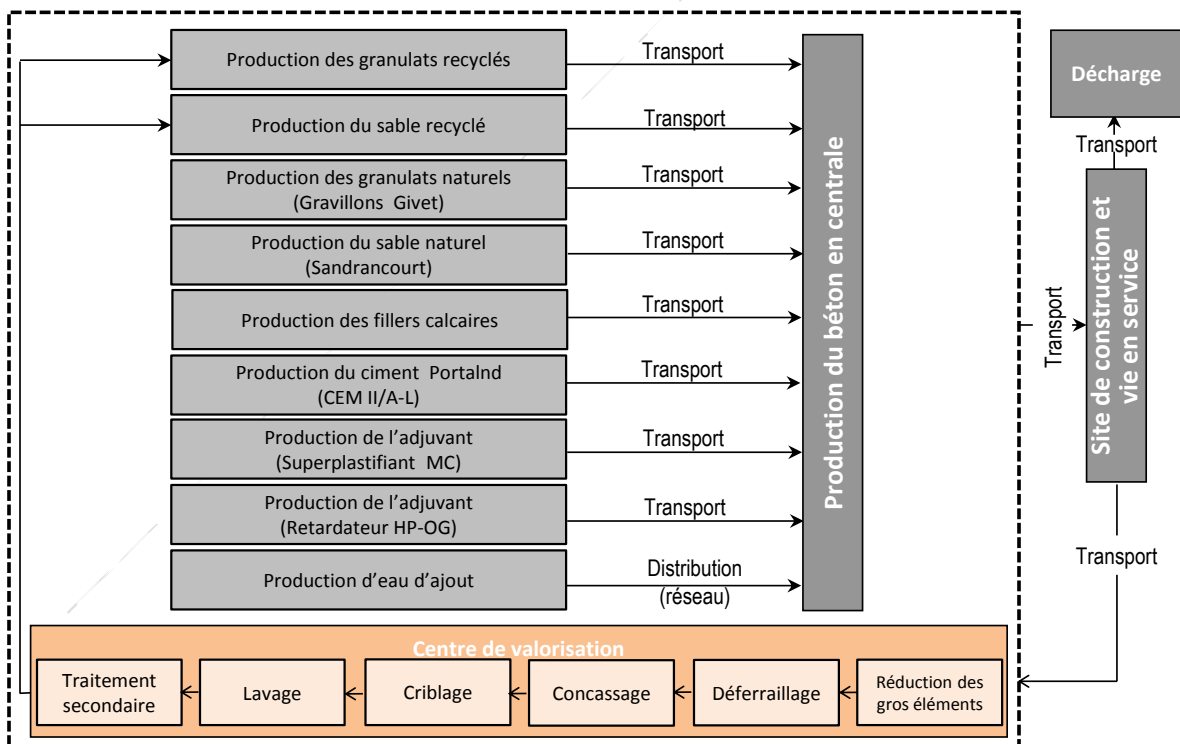 Production des granulats recyclés
Transport
Production du sable recyclé
Transport
Production des granulats naturels
(Gravillons Givet)
Transport
Production du sable naturel
(Sandrancourt)
Transport
Production des fillers calcaires
Transport
Production du ciment Portalnd
(CEM II/A-L)
Transport
Production de l'adjuvant
(Superplastifiant MC)
Transport
Production de l'adjuvant
(Retardateur HP-OG)
Transport
Production d'eau d'ajout
Distribution
(réseau)
Production du béton en centrale
Transport
Décharge
Transport
Site de construction et
vie en service
Transport
Centre de valorisation
Traitement
secondaire
Lavage
Criblage
Concassage
Déferraillage
Réduction des
gros éléments